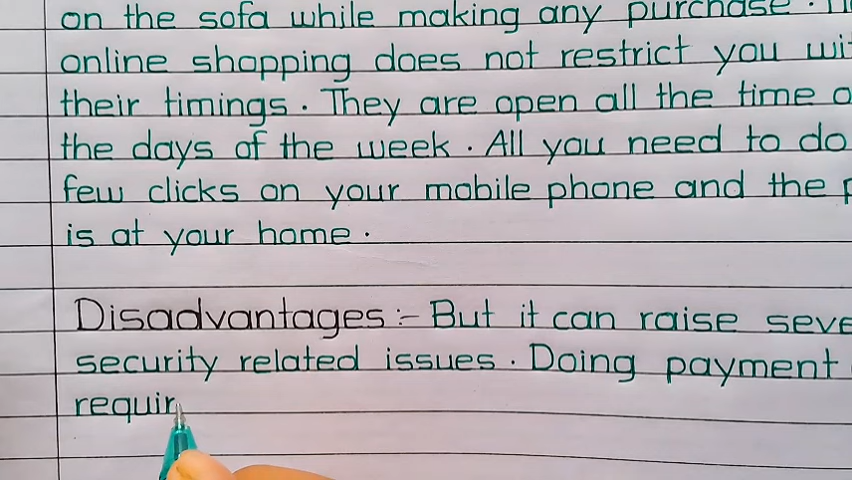 on the sofa while making any purchase.
online shopping does not restrict you
their timings. They are open all the time
the days of the week. All you need to do
few clicks on your mobile phone and the
is at your home.
Disadvantages :- But it can raise
security related issues. Doing payment
requir